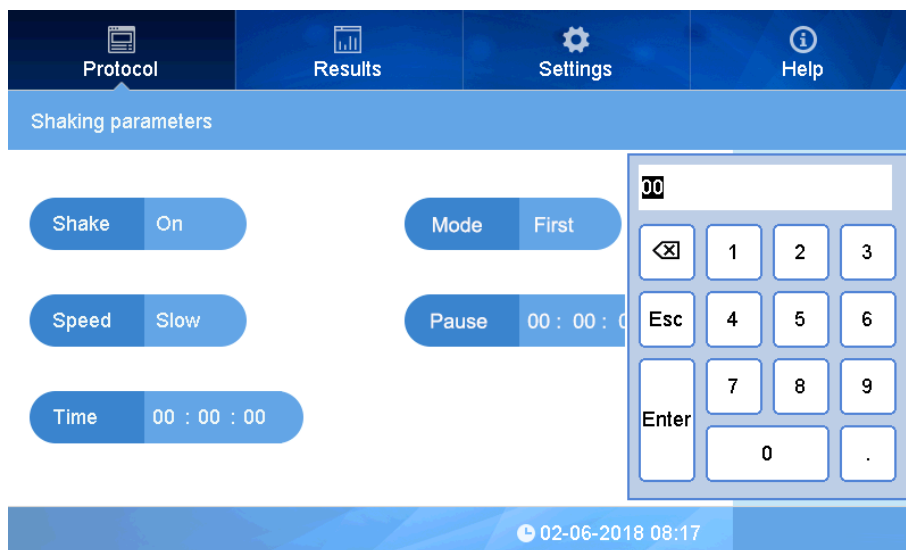 Protocol
Results
Settings
Help
Shaking parameters
Shake On
Mode First
Speed Slow
Pause 00 : 00 :
Time 00 : 00 : 00
00
1 2 3
Esc 4 5 6
Enter 7 8 9
0 .
02-06-2018 08:17